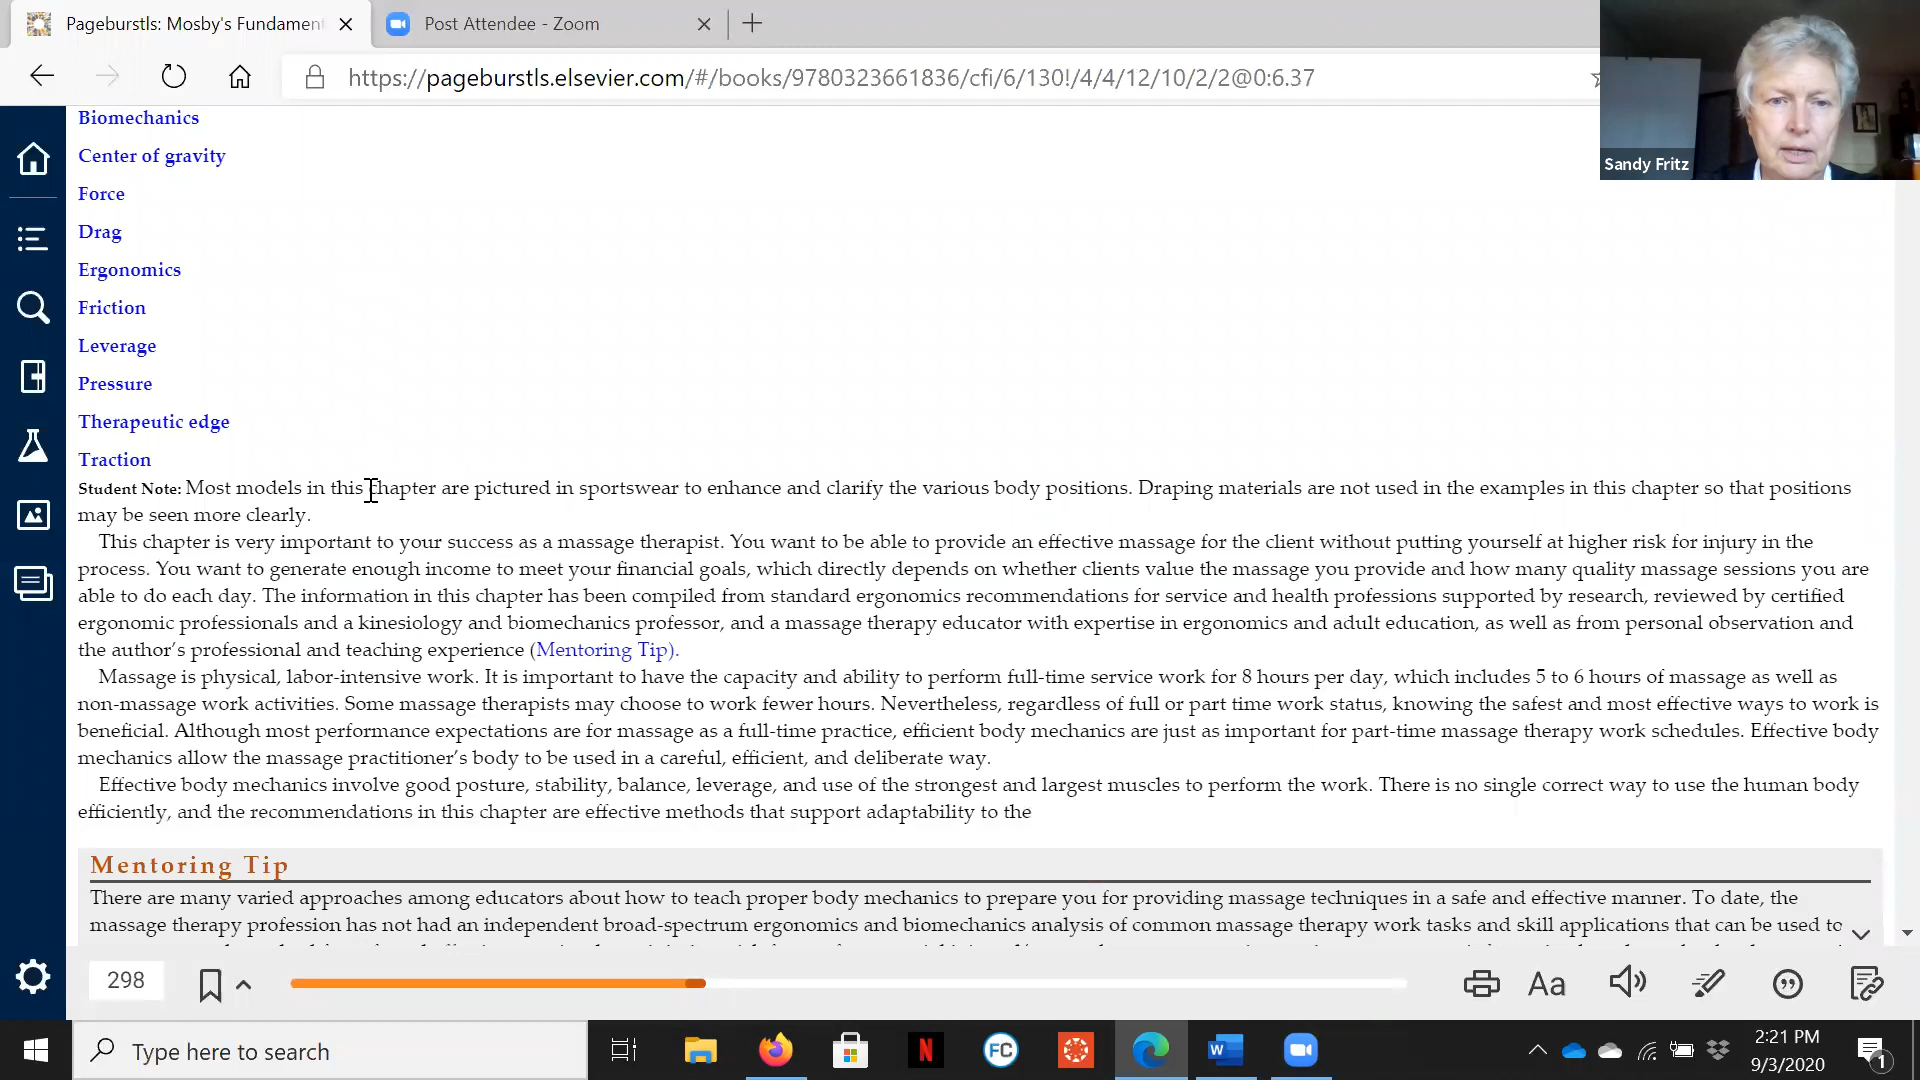 Pageburstls: Mosby's Fundament
Post Attendee - Zoom
https://pageburstls.elsevier.com/#/books/9780323661836/cfi/6/130!/4/4/12/10/2/2@0:6.37
Sandy Fritz
Biomechanics
Center of gravity
Force
Drag
Ergonomics
Friction
Leverage
Pressure
Therapeutic edge
Traction
Student Note: Most models in this chapter are pictured in sportswear to enhance and clarify the various body positions. Draping materials are not used in the examples in this chapter so that positions
may be seen more clearly.
This chapter is very important to your success as a massage therapist. You want to be able to provide an effective massage for the client without putting yourself at higher risk for injury in the
process. You want to generate enough income to meet your financial goals, which directly depends on whether clients value the massage you provide and how many quality massage sessions you are
able to do each day. The information in this chapter has been compiled from standard ergonomics recommendations for service and health professions supported by research, reviewed by certified
ergonomic professionals and a kinesiology and biomechanics professor, and a massage therapy educator with expertise in ergonomics and adult education, as well as from personal observation and
the author's professional and teaching experience (Mentoring Tip).
Massage is physical, labor-intensive work. It is important to have the capacity and ability to perform full-time service work for 8 hours per day, which includes 5 to 6 hours of massage as well as
non-massage work activities. Some massage therapists may choose to work fewer hours. Nevertheless, regardless of full or part time work status, knowing the safest and most effective ways to work is
beneficial. Although most performance expectations are for massage as a full-time practice, efficient body mechanics are just as important for part-time massage therapy work schedules. Effective body
mechanics allow the massage practitioner's body to be used in a careful, efficient, and deliberate way.
Effective body mechanics involve good posture, stability, balance, leverage, and use of the strongest and largest muscles to perform the work. There is no single correct way to use the human body
efficiently, and the recommendations in this chapter are effective methods that support adaptability to the
Mentoring Tip
There are many varied approaches among educators about how to teach proper body mechanics to prepare you for providing massage techniques in a safe and effective manner. To date, the
massage therapy profession has not had an independent broad-spectrum ergonomics and biomechanics analysis of common massage therapy work tasks and skill applications that can be used to
298
Aa
Type here to search
N
FC
W
2:21 PM
9/3/2020
1